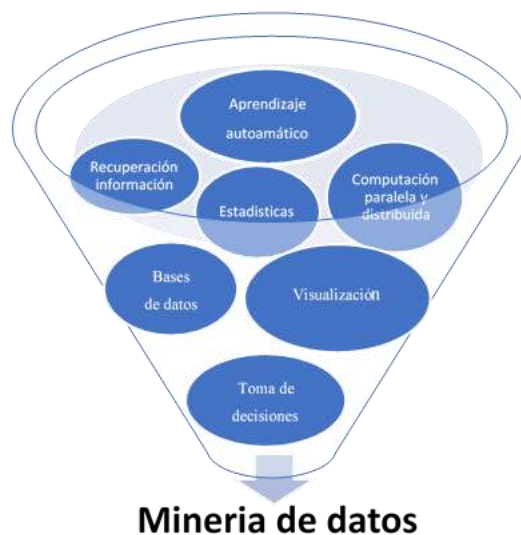 Aprendizaje
autoamático
Recuperación
información
Computación
paralela y
distribuida
Estadísticas
Bases
de datos
Visualización
Toma de
decisiones
Mineria de datos